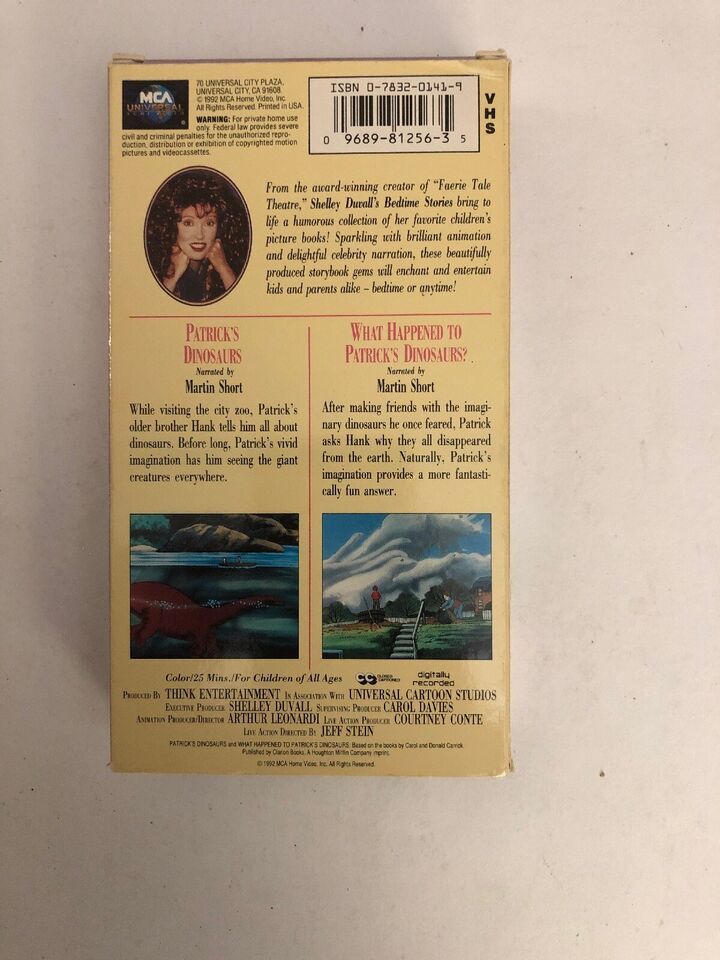 MCA
UNIVERSAL
HOME VIDEO
®
70 UNIVERSAL CITY PLAZA,
UNIVERSAL CITY, CA 91608
© 1992 MCA Home Video, Inc.
All Rights Reserved. Printed in USA.
WARNING: For private home use
only. Federal law provides severe
civil and criminal penalties for the unauthorized repro-
duction, distribution or exhibition of copyrighted motion
pictures and videocassettes.
ISBN 0-7832-0141-9
0 9689-81256-3 5
VHS
From the award-winning creator of "Faerie Tale
Theatre," Shelley Duvall's Bedtime Stories bring to
life a humorous collection of her favorite children's
picture books! Sparkling with brilliant animation
and delightful celebrity narration, these beautifully
produced storybook gems will enchant and entertain
kids and parents alike – bedtime or anytime!
PATRICK'S
DINOSAURS
Narrated by
Martin Short
While visiting the city zoo, Patrick's
older brother Hank tells him all about
dinosaurs. Before long, Patrick's vivid
imagination has him seeing the giant
creatures everywhere.
WHAT HAPPENED TO
PATRICK'S DINOSAURS?
Narrated by
Martin Short
After making friends with the imagi-
nary dinosaurs he once feared, Patrick
asks Hank why they all disappeared
from the earth. Naturally, Patrick's
imagination provides a more fantasti-
cally fun answer.
Color/25 Mins./For Children of All Ages
CC CLOSED CAPTIONED
digitally
recorded
PRODUCED BY THINK ENTERTAINMENT IN ASSOCIATION WITH UNIVERSAL CARTOON STUDIOS
EXECUTIVE PRODUCER SHELLEY DUVALL SUPERVISING PRODUCER CAROL DAVIES
ANIMATION PRODUCER/DIRECTOR ARTHUR LEONARDI LIVE ACTION PRODUCER COURTNEY CONTE
LIVE ACTION DIRECTED BY JEFF STEIN
PATRICK'S DINOSAURS and WHAT HAPPENED TO PATRICK'S DINOSAURS: Based on the books by Carol and Donald Carrick.
Published by Clarion Books, A Houghton Mifflin Company imprint.
© 1992 MCA Home Video, Inc. All Rights Reserved.